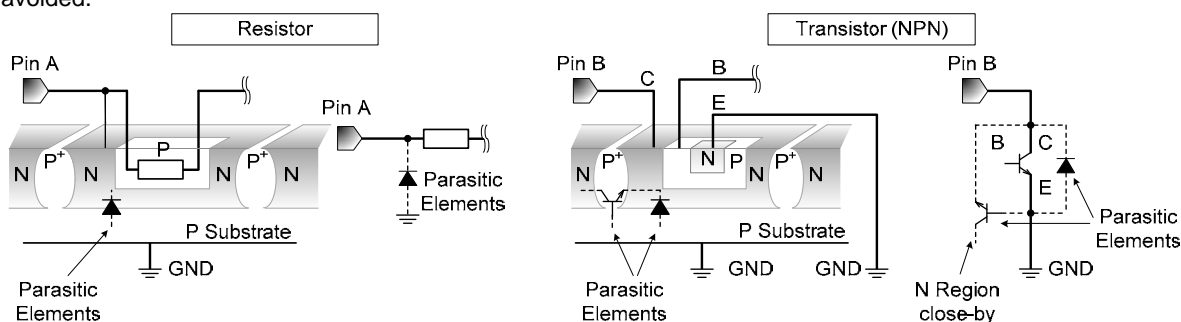 avoided.
Resistor
Transistor (NPN)
Pin A
Pin A
Parasitic
Elements
N P+ N P N P+ N
P Substrate
GND
Parasitic
Elements
Pin B
C
B
E
N P+ N N P P+ N
P Substrate
GND
GND
Parasitic
Elements
Pin B
B C
E
Parasitic
Elements
GND
N Region
close-by